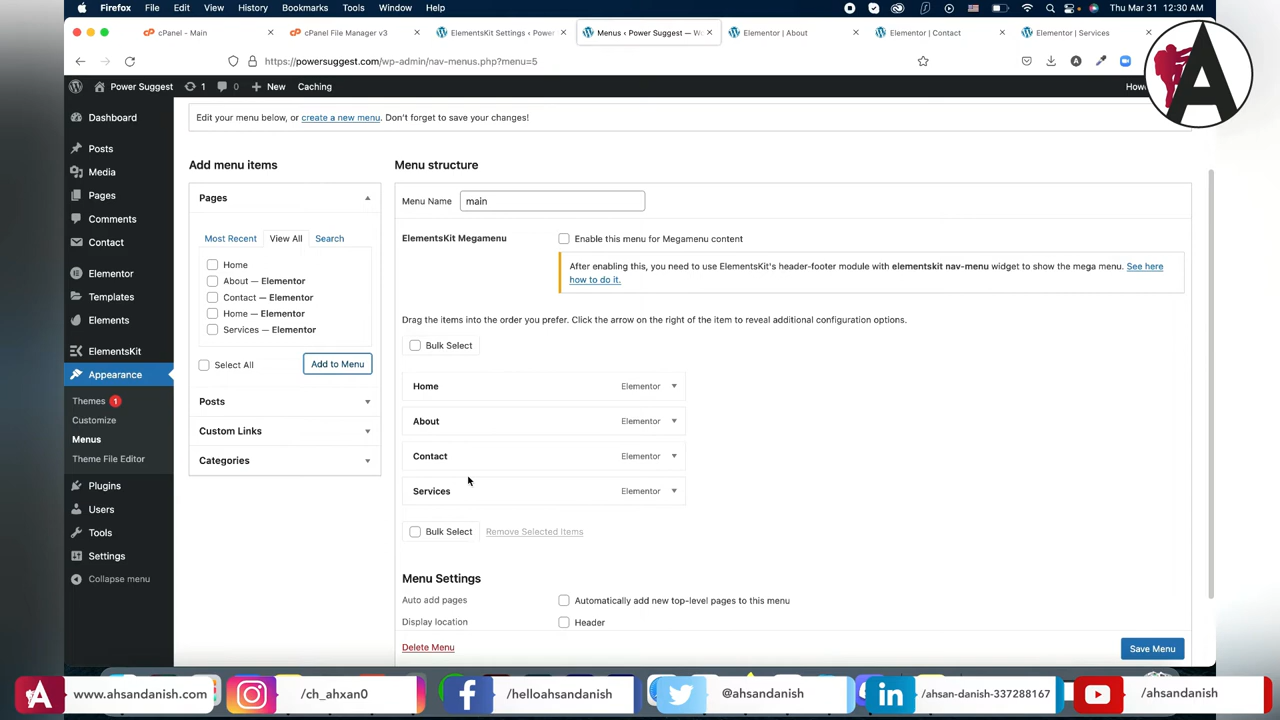 Firefox File Edit View History Bookmarks Tools Window Help
Thu Mar 31 12:30 AM
cPanel - Main
cPanel File Manager v3
ElementsKit Settings ‹ Power
Menus ‹ Power Suggest — Wo
Elementor | About
Elementor | Contact
Elementor | Services
https://powersuggest.com/wp-admin/nav-menus.php?menu=5
Power Suggest 1 0 New Caching
How
Edit your menu below, or create a new menu. Don't forget to save your changes!
Dashboard
Posts
Media
Pages
Comments
Contact
Elementor
Templates
Elements
ElementsKit
Appearance
Themes 1
Customize
Menus
Theme File Editor
Plugins
Users
Tools
Settings
Collapse menu
Add menu items
Pages
Most Recent View All Search
Home
About — Elementor
Contact — Elementor
Home — Elementor
Services — Elementor
Select All Add to Menu
Posts
Custom Links
Categories
Menu structure
Menu Name main
ElementsKit Megamenu
Enable this menu for Megamenu content
After enabling this, you need to use ElementsKit's header-footer module with elementskit nav-menu widget to show the mega menu. See here
how to do it.
Drag the items into the order you prefer. Click the arrow on the right of the item to reveal additional configuration options.
Bulk Select
Home Elementor
About Elementor
Contact Elementor
Services Elementor
Bulk Select Remove Selected Items
Menu Settings
Auto add pages Automatically add new top-level pages to this menu
Display location Header
Delete Menu Save Menu
www.ahsandanish.com
/ch_ahxan0
/helloahsandanish
@ahsandanish
/ahsan-danish-337288167
/ahsandanish